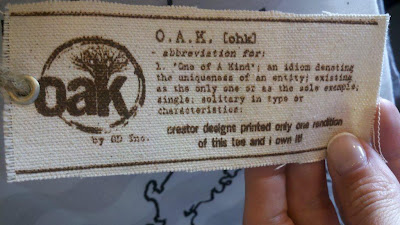 O.A.K. (ohk)
- abbreviation for:
1. 'One of A Kind'; an idiom denoting
the uniqueness of an entity; existing
as the only one or as the sole example;
single; solitary in type or
characteristics;
creator designs printed only one rendition
of this tee and i own it!
oak
by GD Inc.